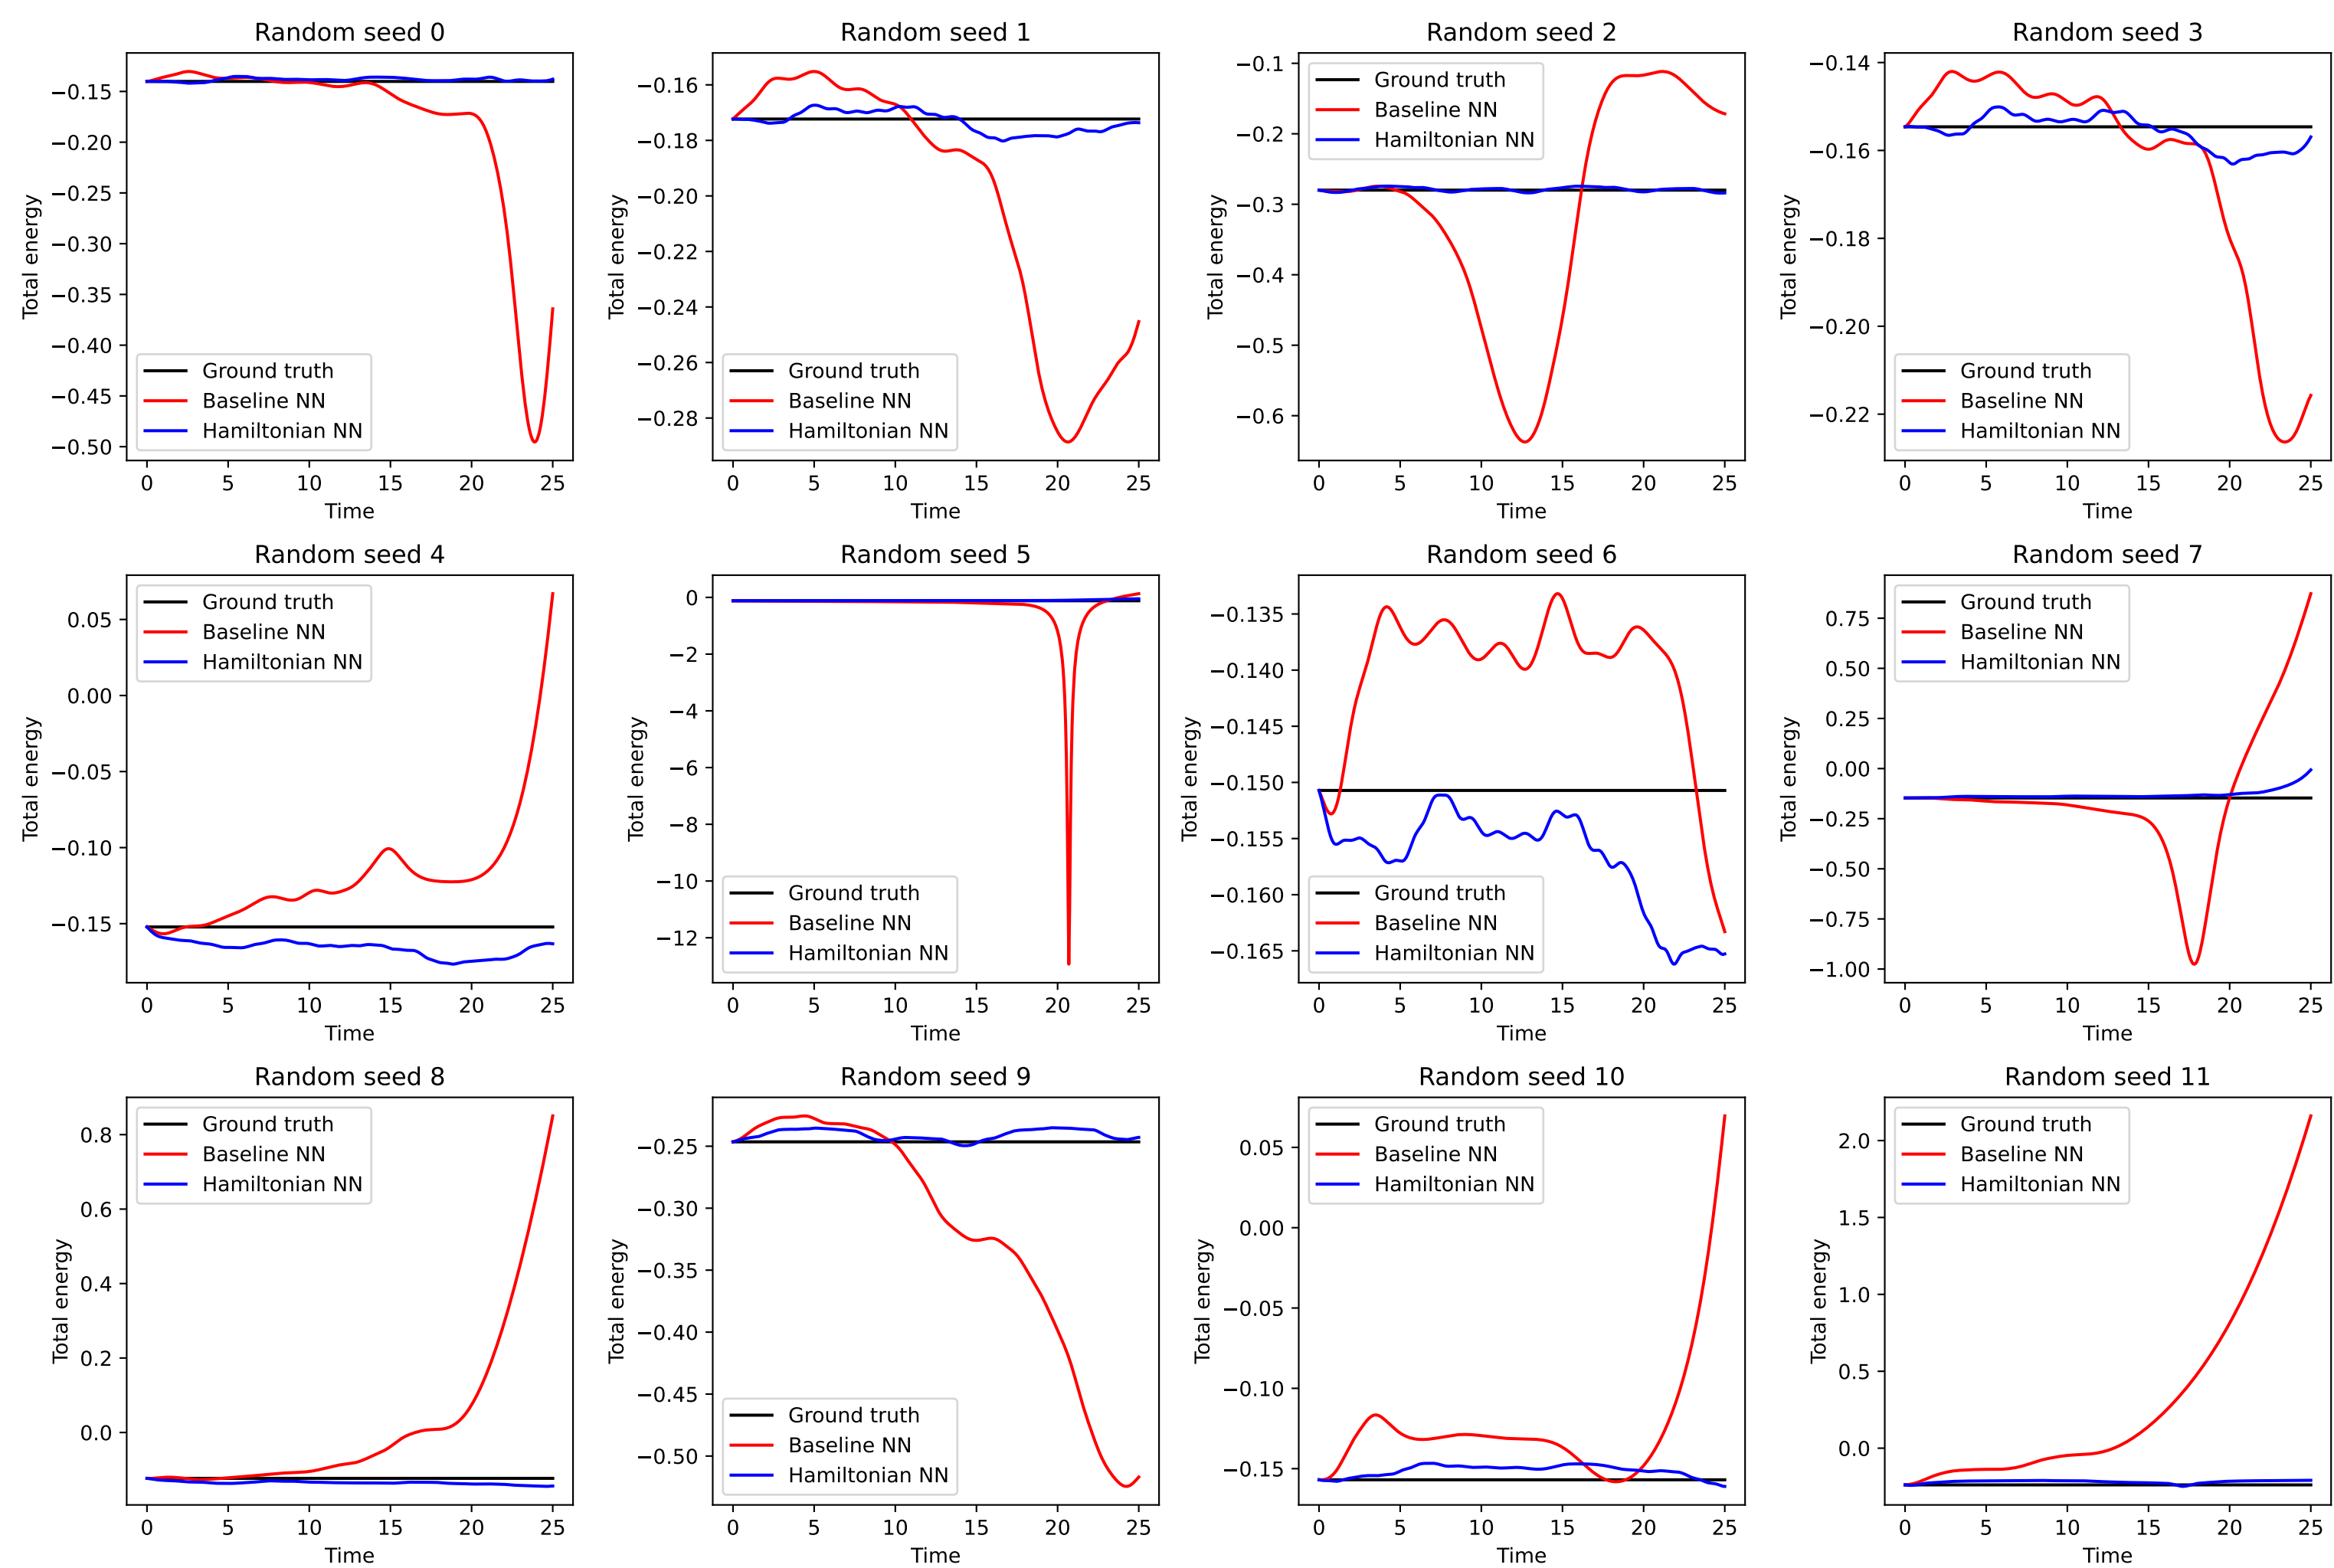 Random seed 0
Total energy
−0.15
−0.20
−0.25
−0.30
−0.35
−0.40
−0.45
−0.50
Ground truth
Baseline NN
Hamiltonian NN
0 5 10 15 20 25
Time
Random seed 1
Total energy
−0.16
−0.18
−0.20
−0.22
−0.24
−0.26
−0.28
Ground truth
Baseline NN
Hamiltonian NN
0 5 10 15 20 25
Time
Random seed 2
Total energy
−0.1
−0.2
−0.3
−0.4
−0.5
−0.6
Ground truth
Baseline NN
Hamiltonian NN
0 5 10 15 20 25
Time
Random seed 3
Total energy
−0.14
−0.16
−0.18
−0.20
−0.22
Ground truth
Baseline NN
Hamiltonian NN
0 5 10 15 20 25
Time
Random seed 4
Total energy
0.05
0.00
−0.05
−0.10
−0.15
Ground truth
Baseline NN
Hamiltonian NN
0 5 10 15 20 25
Time
Random seed 5
Total energy
0
−2
−4
−6
−8
−10
−12
Ground truth
Baseline NN
Hamiltonian NN
0 5 10 15 20 25
Time
Random seed 6
Total energy
−0.135
−0.140
−0.145
−0.150
−0.155
−0.160
−0.165
Ground truth
Baseline NN
Hamiltonian NN
0 5 10 15 20 25
Time
Random seed 7
Total energy
0.75
0.50
0.25
0.00
−0.25
−0.50
−0.75
−1.00
Ground truth
Baseline NN
Hamiltonian NN
0 5 10 15 20 25
Time
Random seed 8
Total energy
0.8
0.6
0.4
0.2
0.0
Ground truth
Baseline NN
Hamiltonian NN
0 5 10 15 20 25
Time
Random seed 9
Total energy
−0.25
−0.30
−0.35
−0.40
−0.45
−0.50
Ground truth
Baseline NN
Hamiltonian NN
0 5 10 15 20 25
Time
Random seed 10
Total energy
0.05
0.00
−0.05
−0.10
−0.15
Ground truth
Baseline NN
Hamiltonian NN
0 5 10 15 20 25
Time
Random seed 11
Total energy
2.0
1.5
1.0
0.5
0.0
Ground truth
Baseline NN
Hamiltonian NN
0 5 10 15 20 25
Time